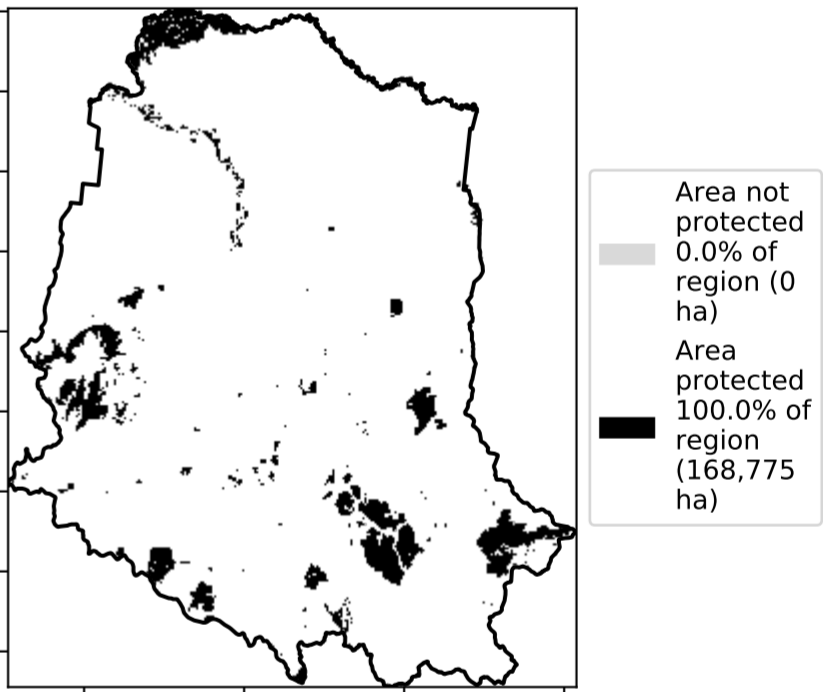 Area not
protected
0.0% of
region (0
ha)
Area
protected
100.0% of
region
(168,775
ha)